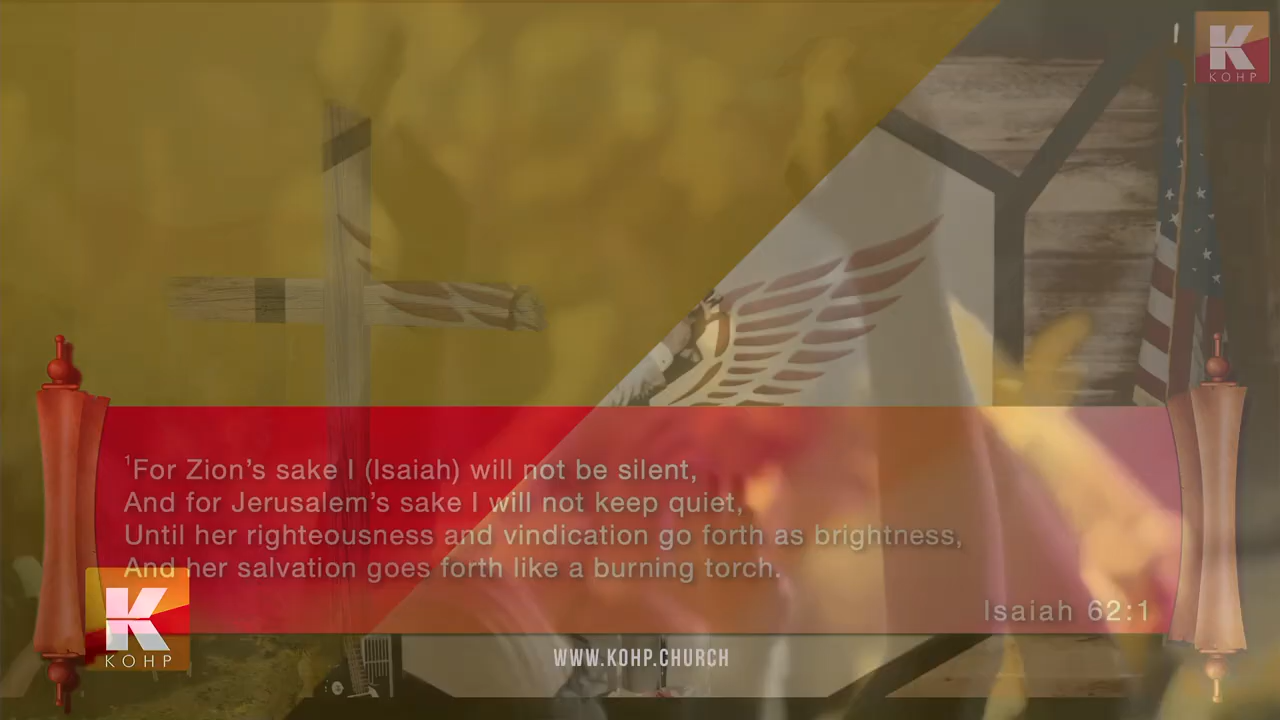 K
KOHP
¹For Zion's sake I (Isaiah) will not be silent,
And for Jerusalem's sake I will not keep quiet,
Until her righteousness and vindication go forth as brightness,
And her salvation goes forth like a burning torch.
Isaiah 62:1
K
KOHP
WWW.KOHP.CHURCH